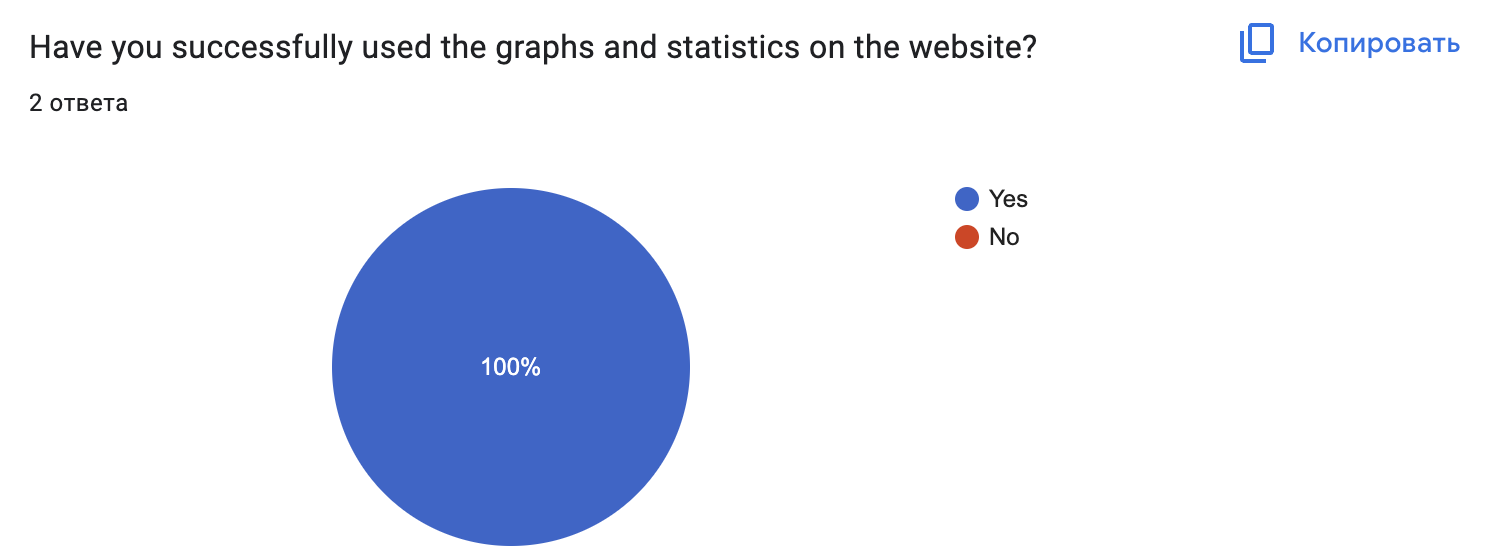 Have you successfully used the graphs and statistics on the website?
Копировать
2 ответа
Yes
No
100%